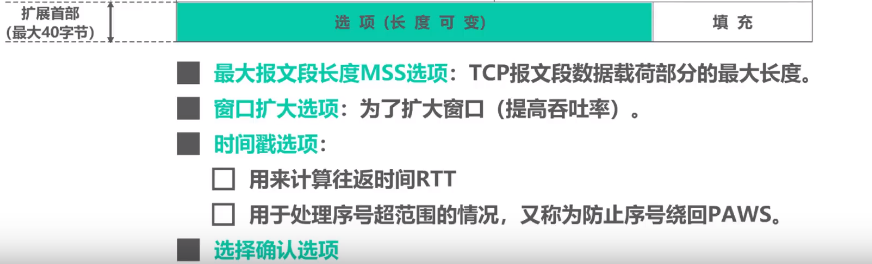 扩展首部
(最大40字节)
选 项 (长 度 可 变)
填 充
最大报文段长度MSS选项：TCP报文段数据载荷部分的最大长度。
窗口扩大选项：为了扩大窗口（提高吞吐率）。
时间戳选项：
用来计算往返时间RTT
用于处理序号超范围的情况，又称为防止序号绕回PAWS。
选择确认选项